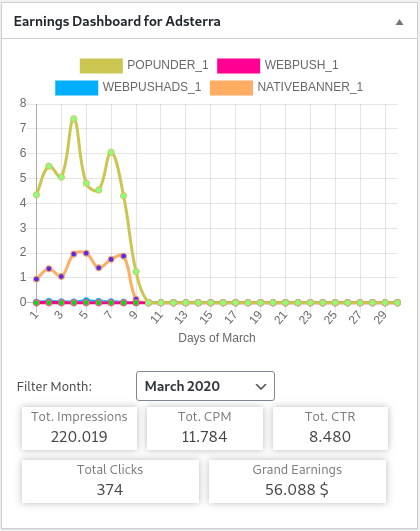 Earnings Dashboard for Adsterra
POPUNDER_1 WEBPUSH_1
WEBPUSHADS_1 NATIVEBANNER_1
8
7
6
5
4
3
2
1
0
1 3 5 7 9 11 13 15 17 19 21 23 25 27 29
Days of March
Filter Month: March 2020
Tot. Impressions Tot. CPM Tot. CTR
220.019 11.784 8.480
Total Clicks Grand Earnings
374 56.088 $